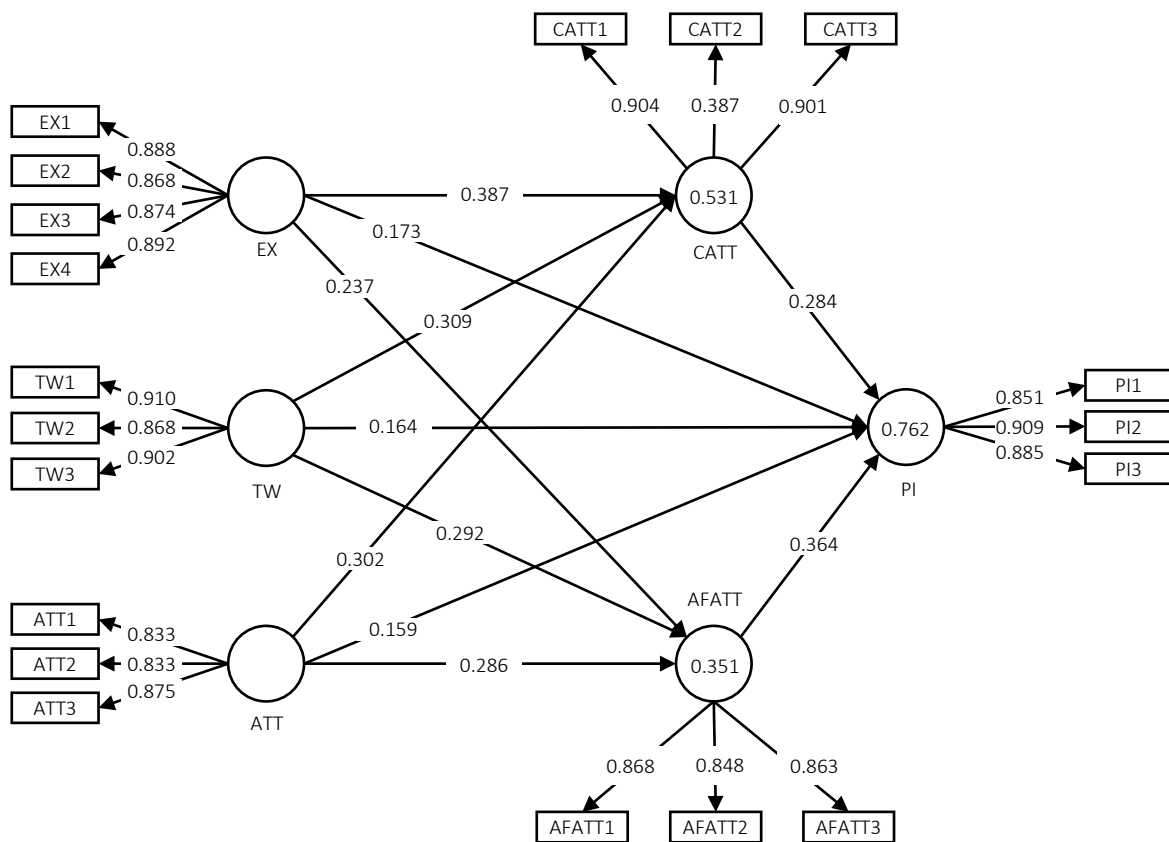 CATT1 CATT2 CATT3
0.904 0.387 0.901
EX1
0.888
EX2
0.868
EX3
0.874
EX4
0.892
EX
0.387
0.531
CATT
0.173
0.237
0.309
0.284
TW1
0.910
TW2
0.868
TW3
0.902
TW
0.164
0.762
PI
0.851
PI1
0.909
PI2
0.885
PI3
0.292
0.302
0.364
AFATT
0.159
ATT1
0.833
ATT2
0.833
ATT3
0.875
ATT
0.286
0.351
0.868 0.848 0.863
AFATT1 AFATT2 AFATT3